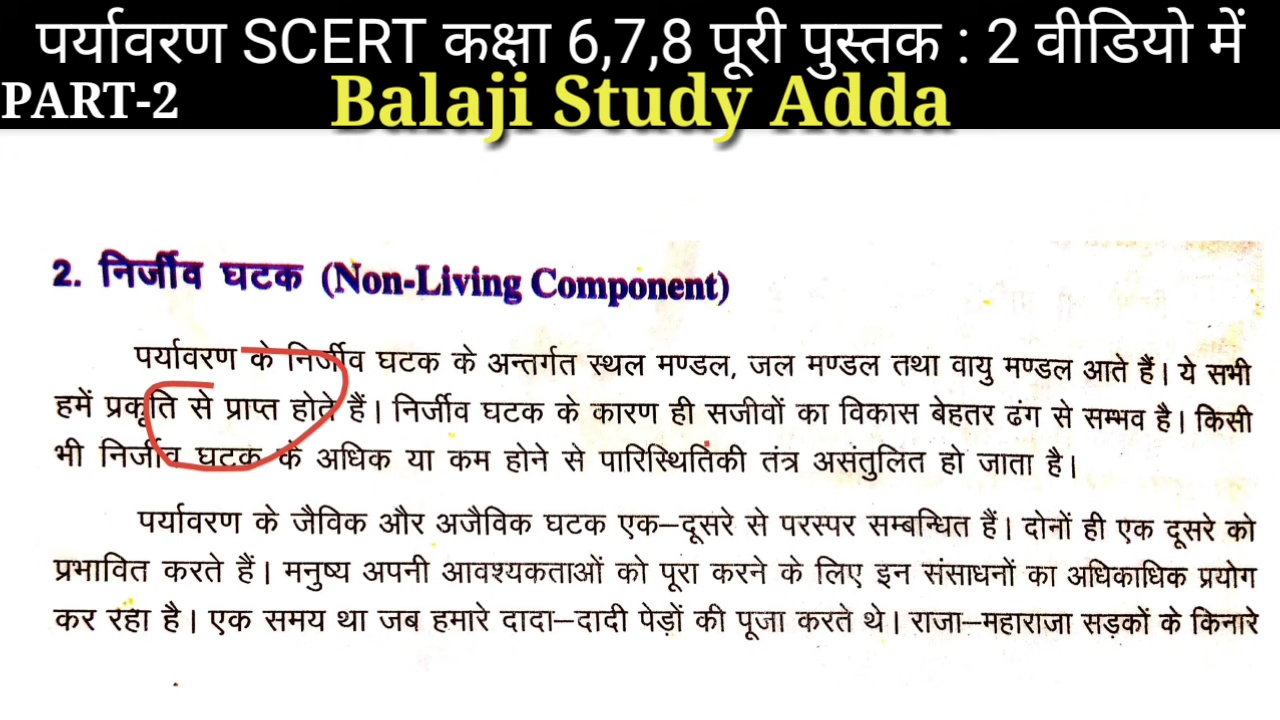 पर्यावरण SCERT कक्षा 6,7,8 पूरी पुस्तक : 2 वीडियो में
PART-2 Balaji Study Adda
2. निर्जीव घटक (Non-Living Component)
पर्यावरण के निर्जीव घटक के अन्तर्गत स्थल मण्डल, जल मण्डल तथा वायु मण्डल आते हैं। ये सभी
हमें प्रकृति से प्राप्त होते हैं। निर्जीव घटक के कारण ही सजीवों का विकास बेहतर ढंग से सम्भव है। किसी
भी निर्जीव घटक के अधिक या कम होने से पारिस्थितिकी तंत्र असंतुलित हो जाता है।
पर्यावरण के जैविक और अजैविक घटक एक–दूसरे से परस्पर सम्बन्धित हैं। दोनों ही एक दूसरे को
प्रभावित करते हैं। मनुष्य अपनी आवश्यकताओं को पूरा करने के लिए इन संसाधनों का अधिकाधिक प्रयोग
कर रहा है। एक समय था जब हमारे दादा–दादी पेड़ों की पूजा करते थे। राजा–महाराजा सड़कों के किनारे